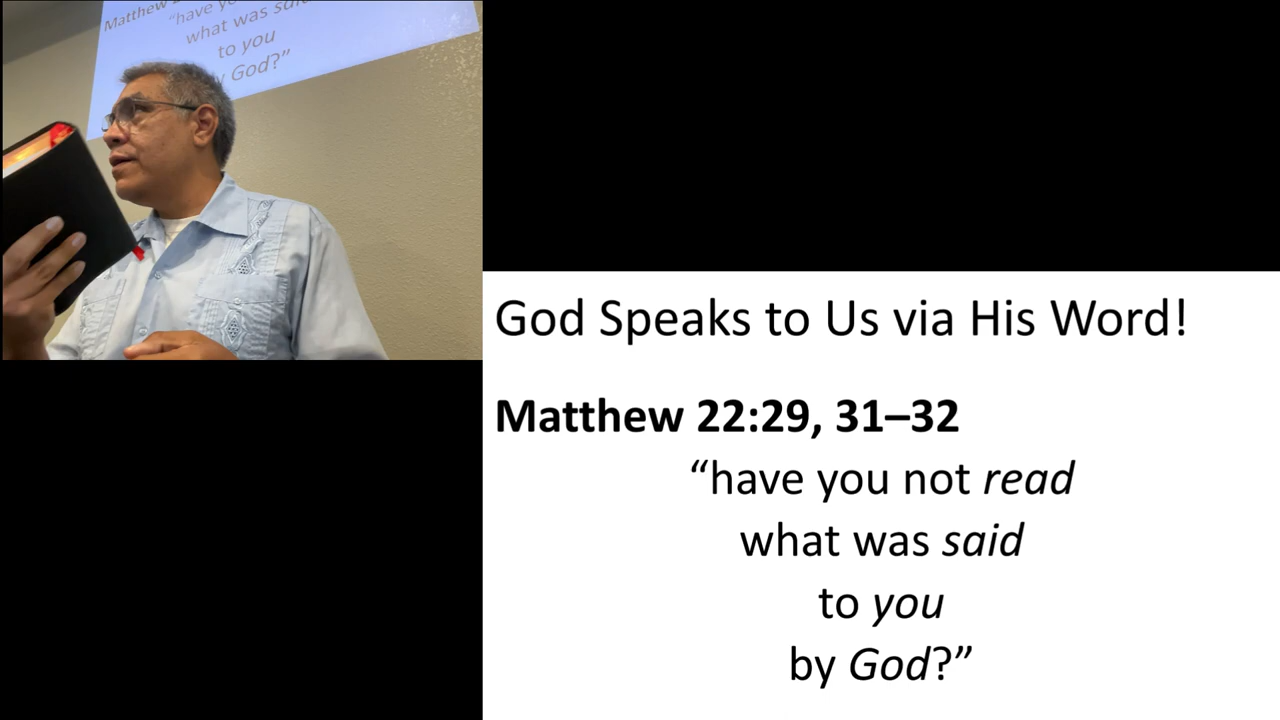 Matthew
"have yo
what was said
to you
y God?"
God Speaks to Us via His Word!
Matthew 22:29, 31–32
“have you not read
what was said
to you
by God?”